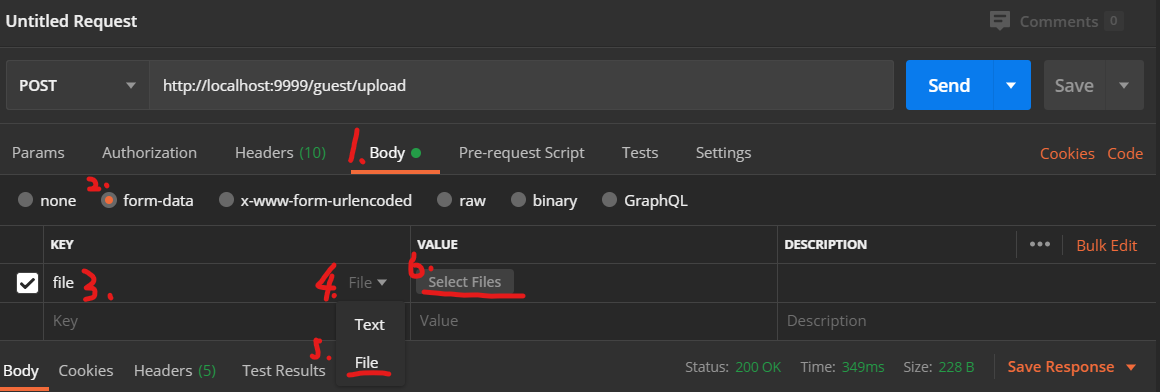 Untitled Request
Comments 0
POST http://localhost:9999/guest/upload Send Save
Params Authorization Headers (10) 1. Body Pre-request Script Tests Settings Cookies Code
2. none form-data x-www-form-urlencoded raw binary GraphQL
KEY VALUE DESCRIPTION ••• Bulk Edit
file 3. 4. File 6. Select Files
Key Text Value Description
5. File
Body Cookies Headers (5) Test Results Status: 200 OK Time: 349ms Size: 228 B Save Response